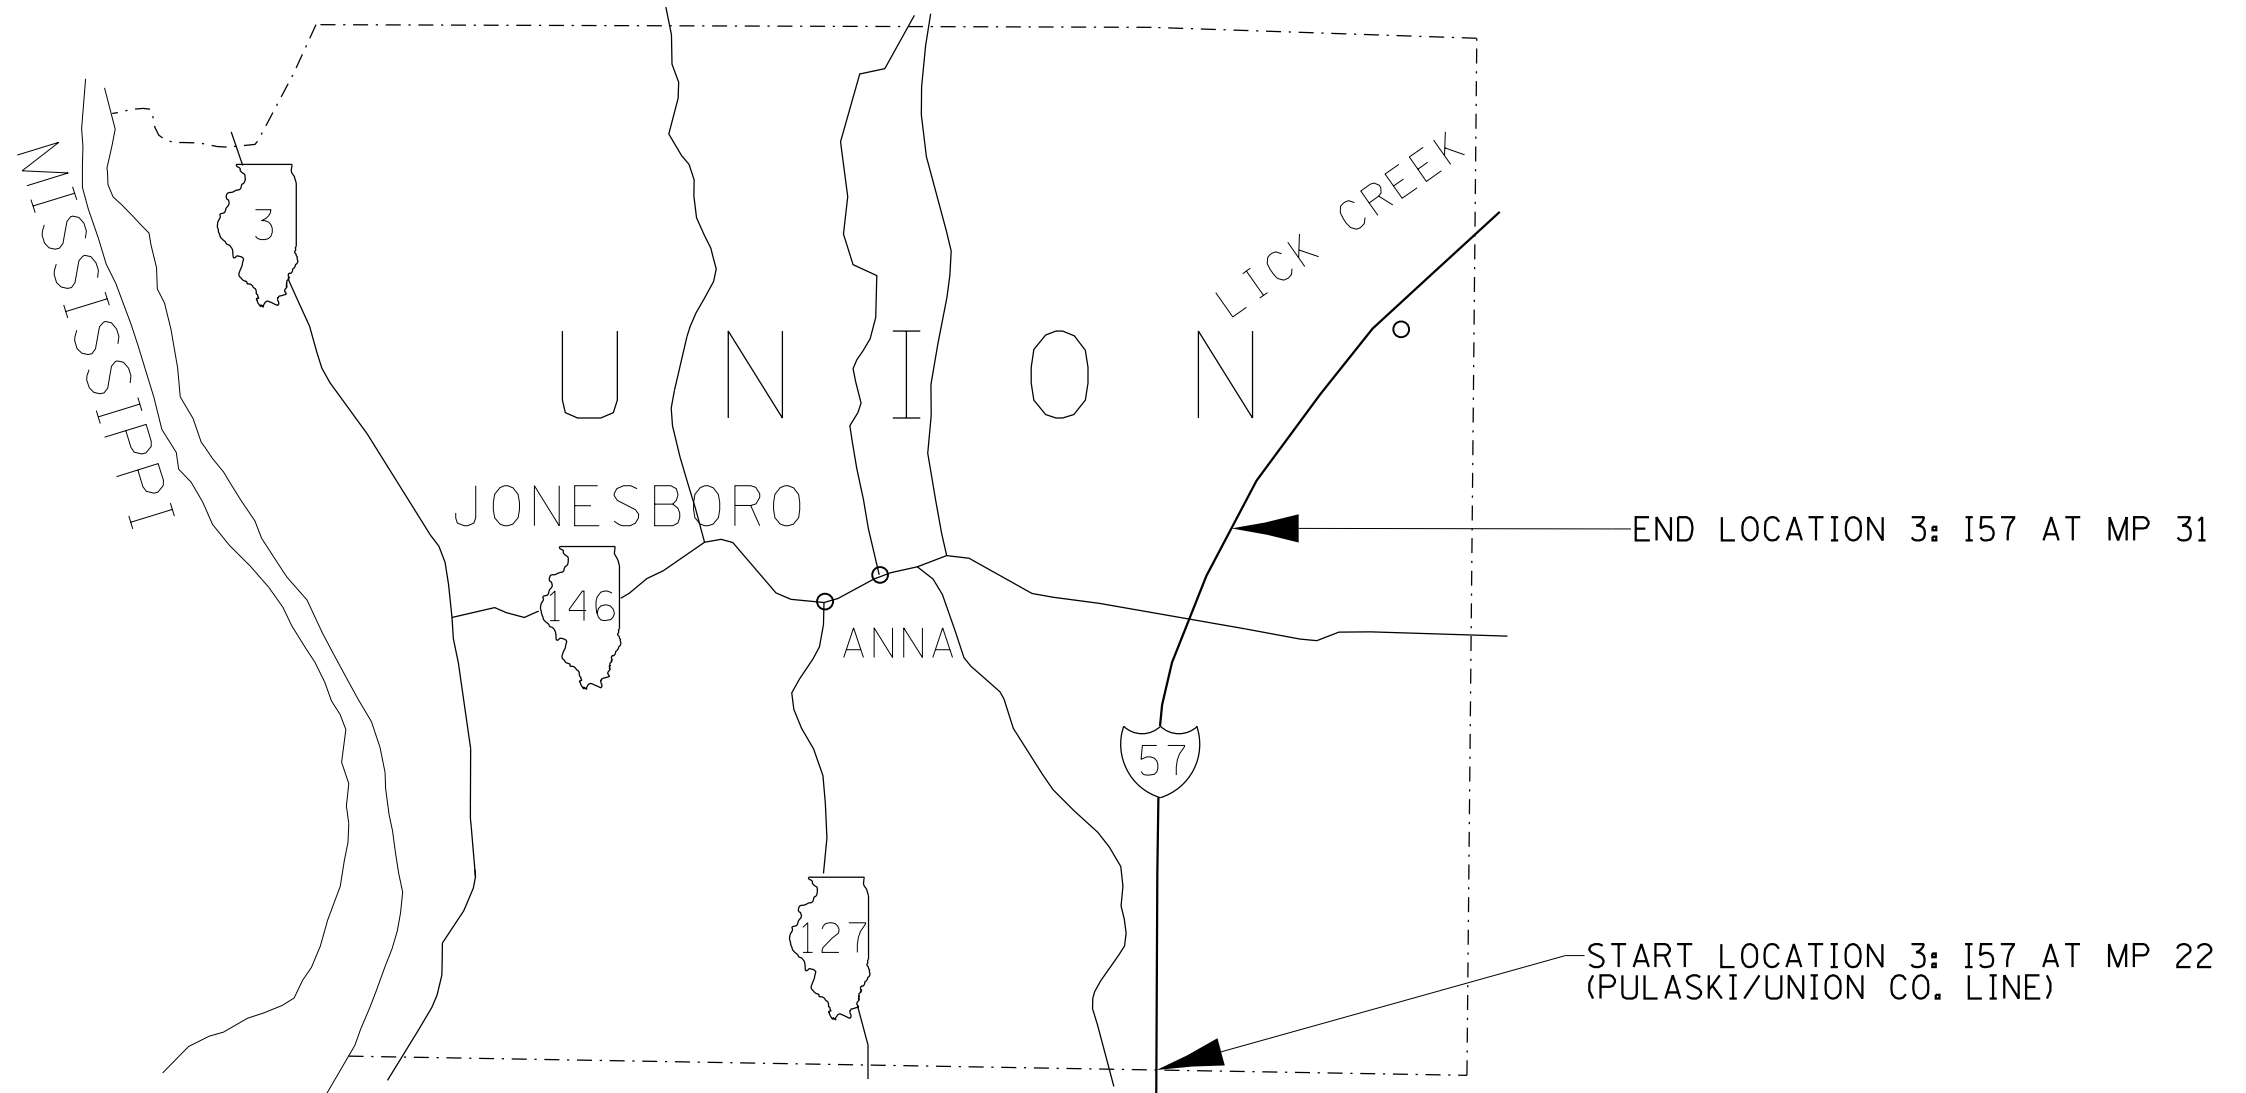 MISSISSIPPI
3
LICK CREEK
UNION
JONESBORO
END LOCATION 3: I57 AT MP 31
146
ANNA
57
127
START LOCATION 3: I57 AT MP 22
(PULASKI/UNION CO. LINE)